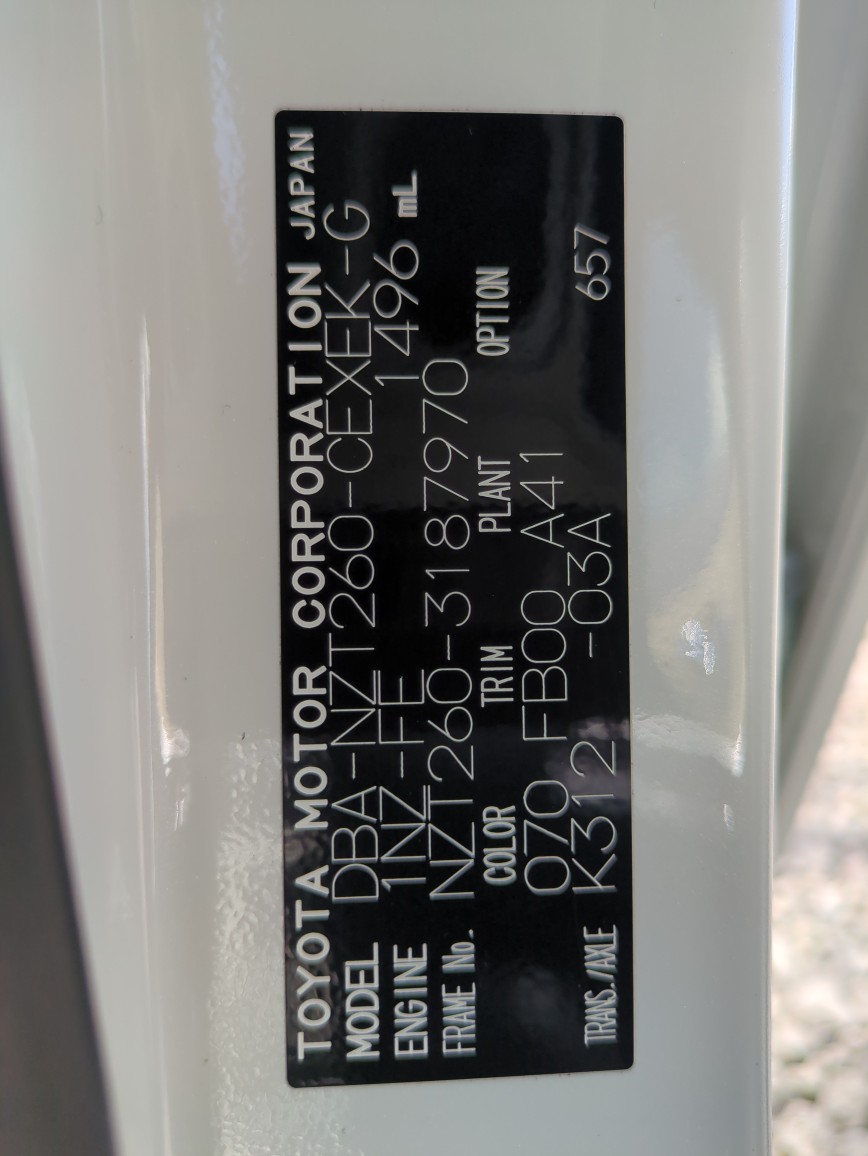 TOYOTA MOTOR CORPORATION JAPAN
MODEL DBA-NZT260-CEXEK-G
ENGINE 1NZ-FE 1496 mL
FRAME No. NZT260-3187970
COLOR TRIM PLANT OPTION
070 FB00 A41
TRANS./AXLE K312 -03A 657